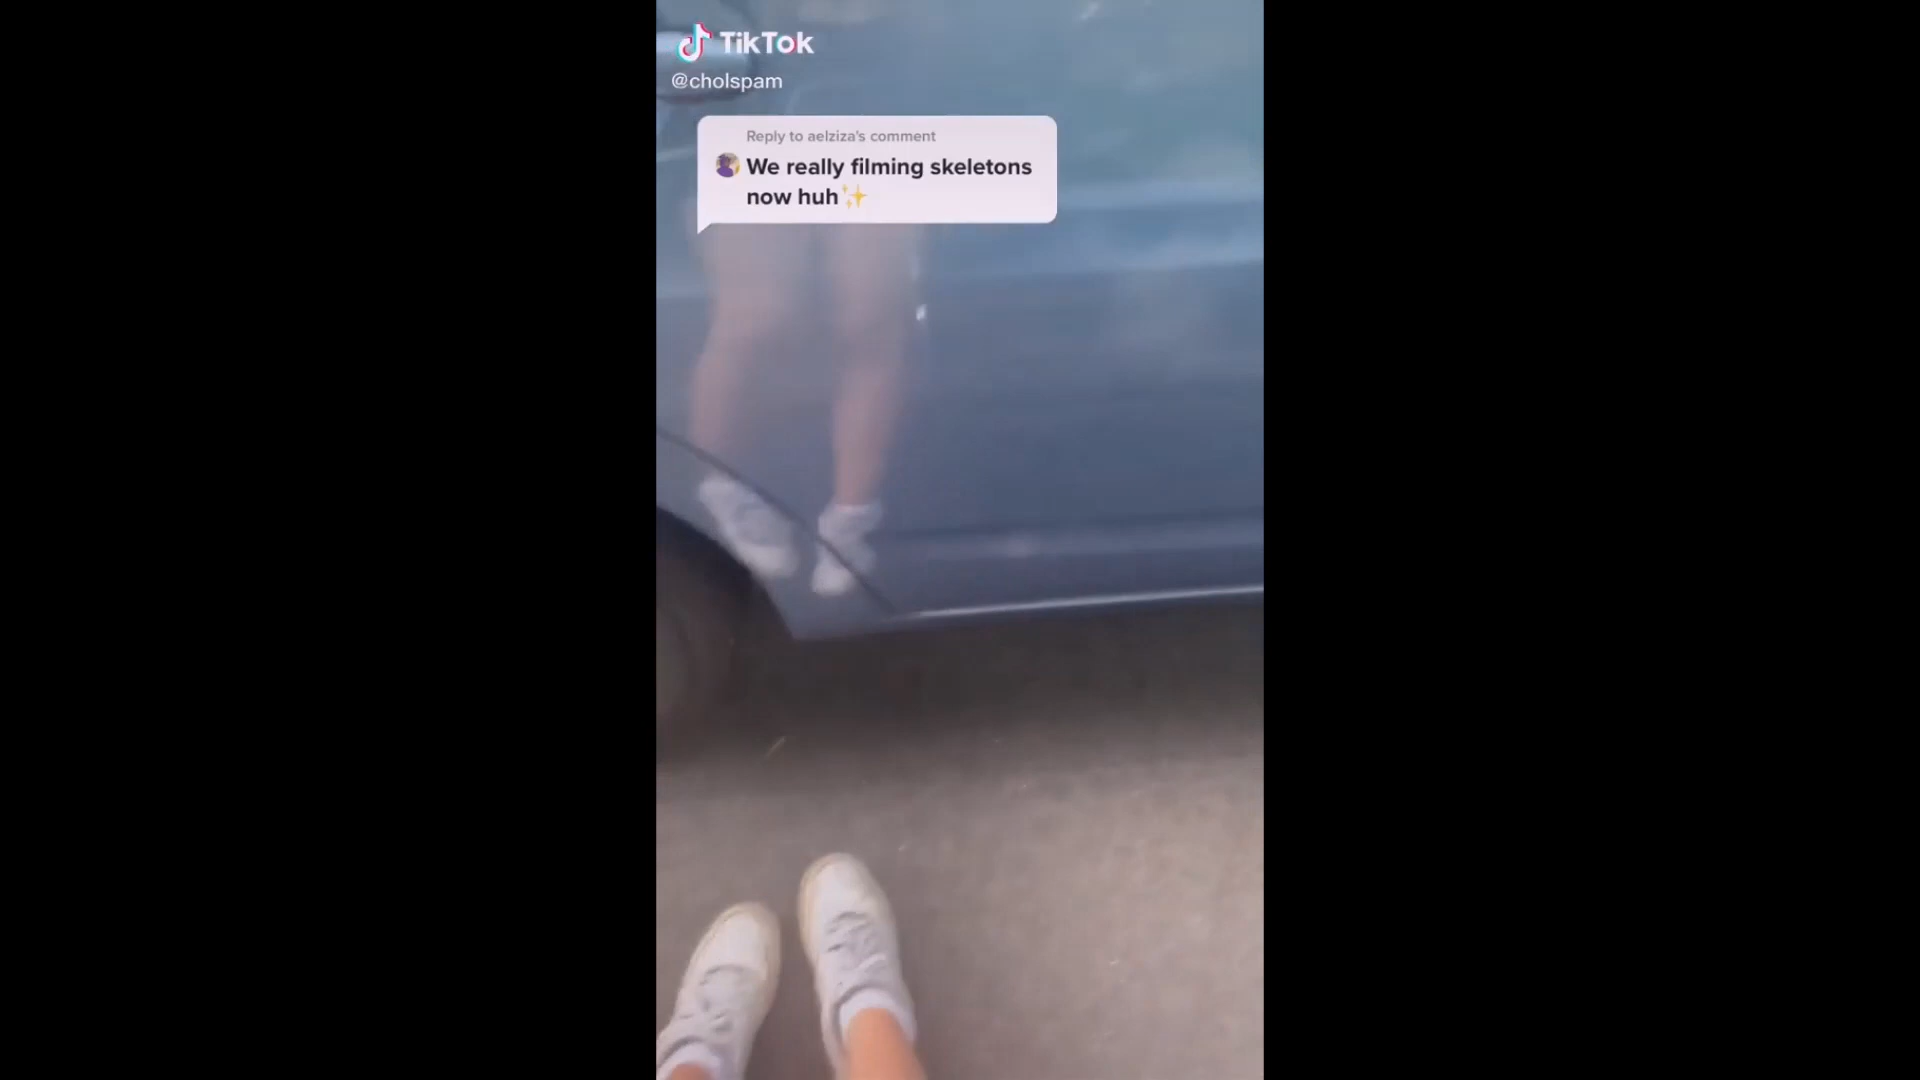 TikTok
@cholspam
Reply to aelziza's comment
We really filming skeletons
now huh✨